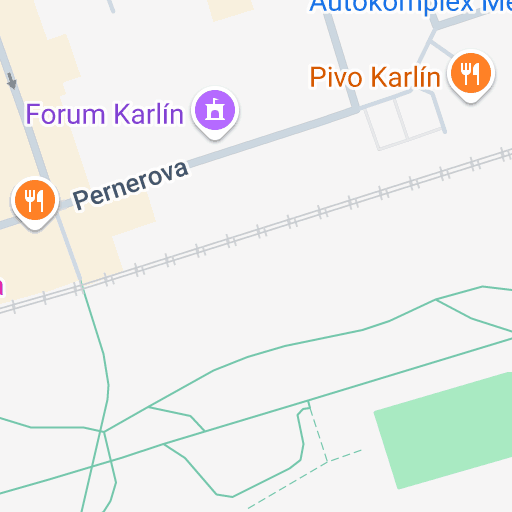 Autokomplex Me
Pivo Karlín
Forum Karlín
Pernerova
a